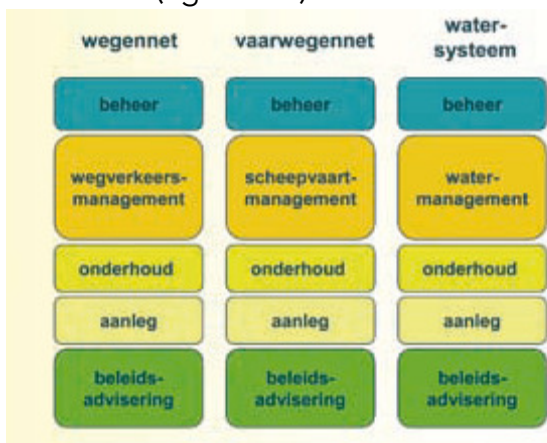 wegennet vaarwegennet water-
systeem
beheer beheer beheer
wegverkeers- scheepvaart- water-
management management management
onderhoud onderhoud onderhoud
aanleg aanleg aanleg
beleids- beleids- beleids-
advisering advisering advisering